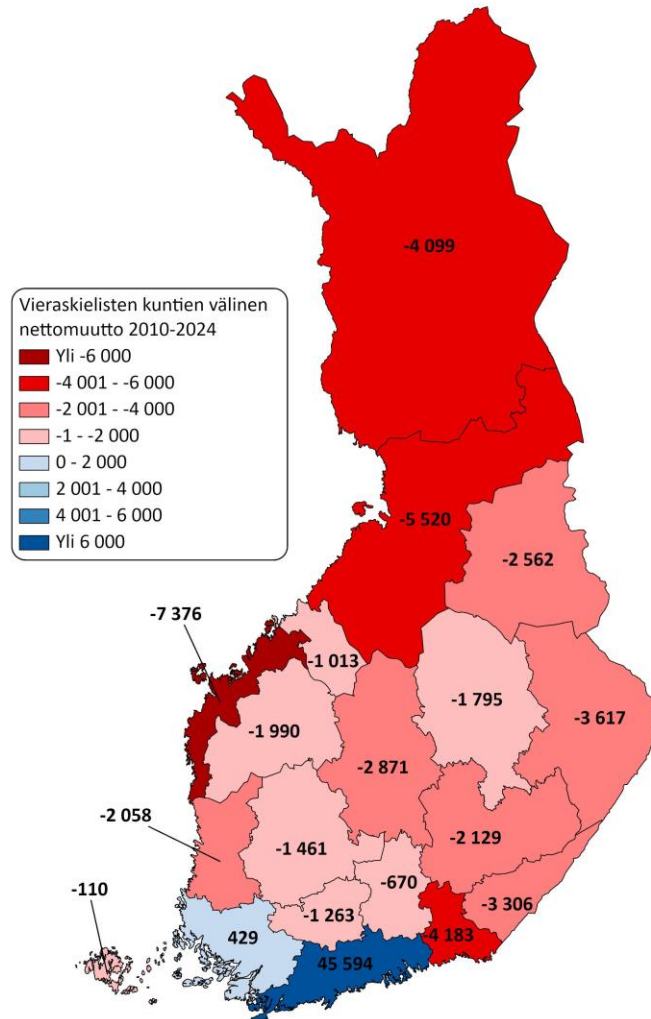 -4 099
Vieraskielisten kuntien välinen
nettomuutto 2010-2024
Yli -6 000
-4 001 - -6 000
-2 001 - -4 000
-1 - -2 000
0 - 2 000
2 001 - 4 000
4 001 - 6 000
Yli 6 000
-5 520
-2 562
-7 376
-1 013
-1 795
-3 617
-1 990
-2 871
-2 058
-2 129
-1 461
-110
-670
-3 306
-1 263
429
-4 183
45 594